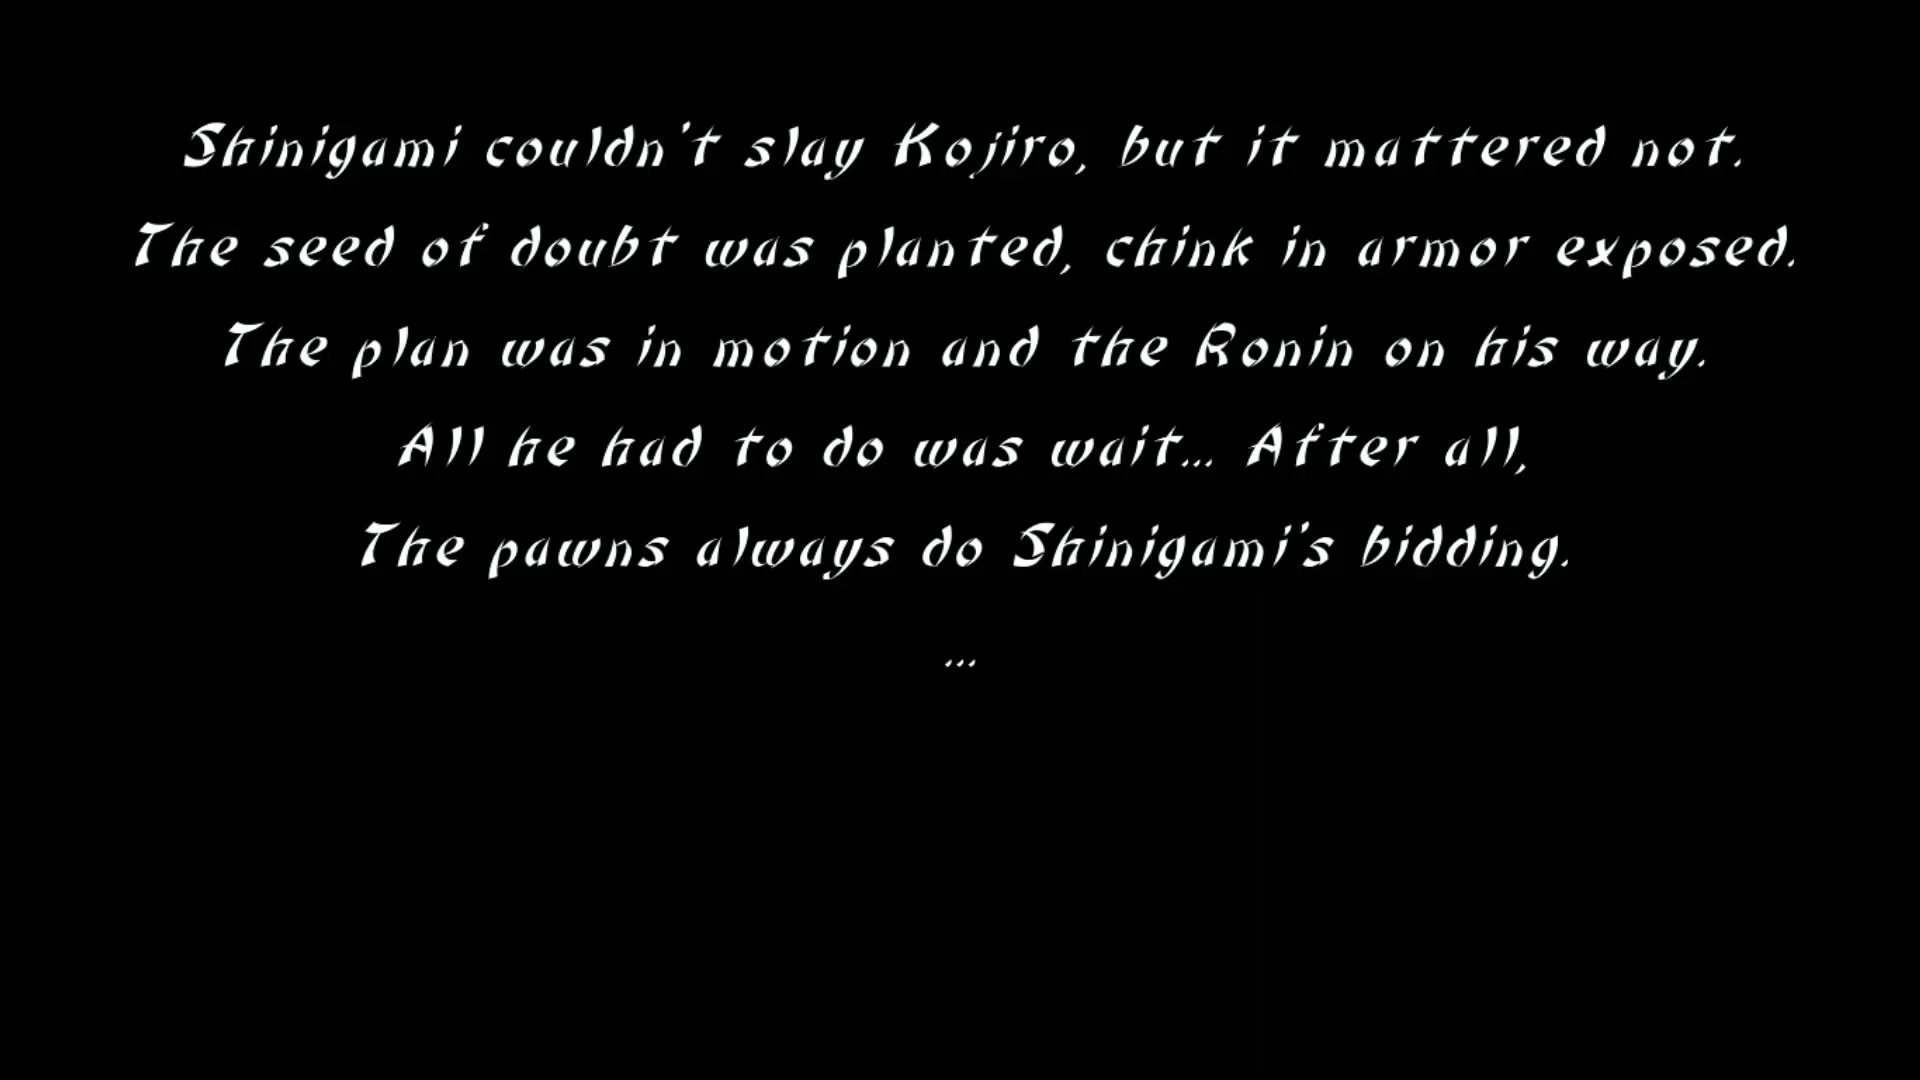 Shinigami couldn't slay Kojiro, but it mattered not.
The seed of doubt was planted, chink in armor exposed.
The plan was in motion and the Ronin on his way.
All he had to do was wait... After all,
The pawns always do Shinigami's bidding.
...